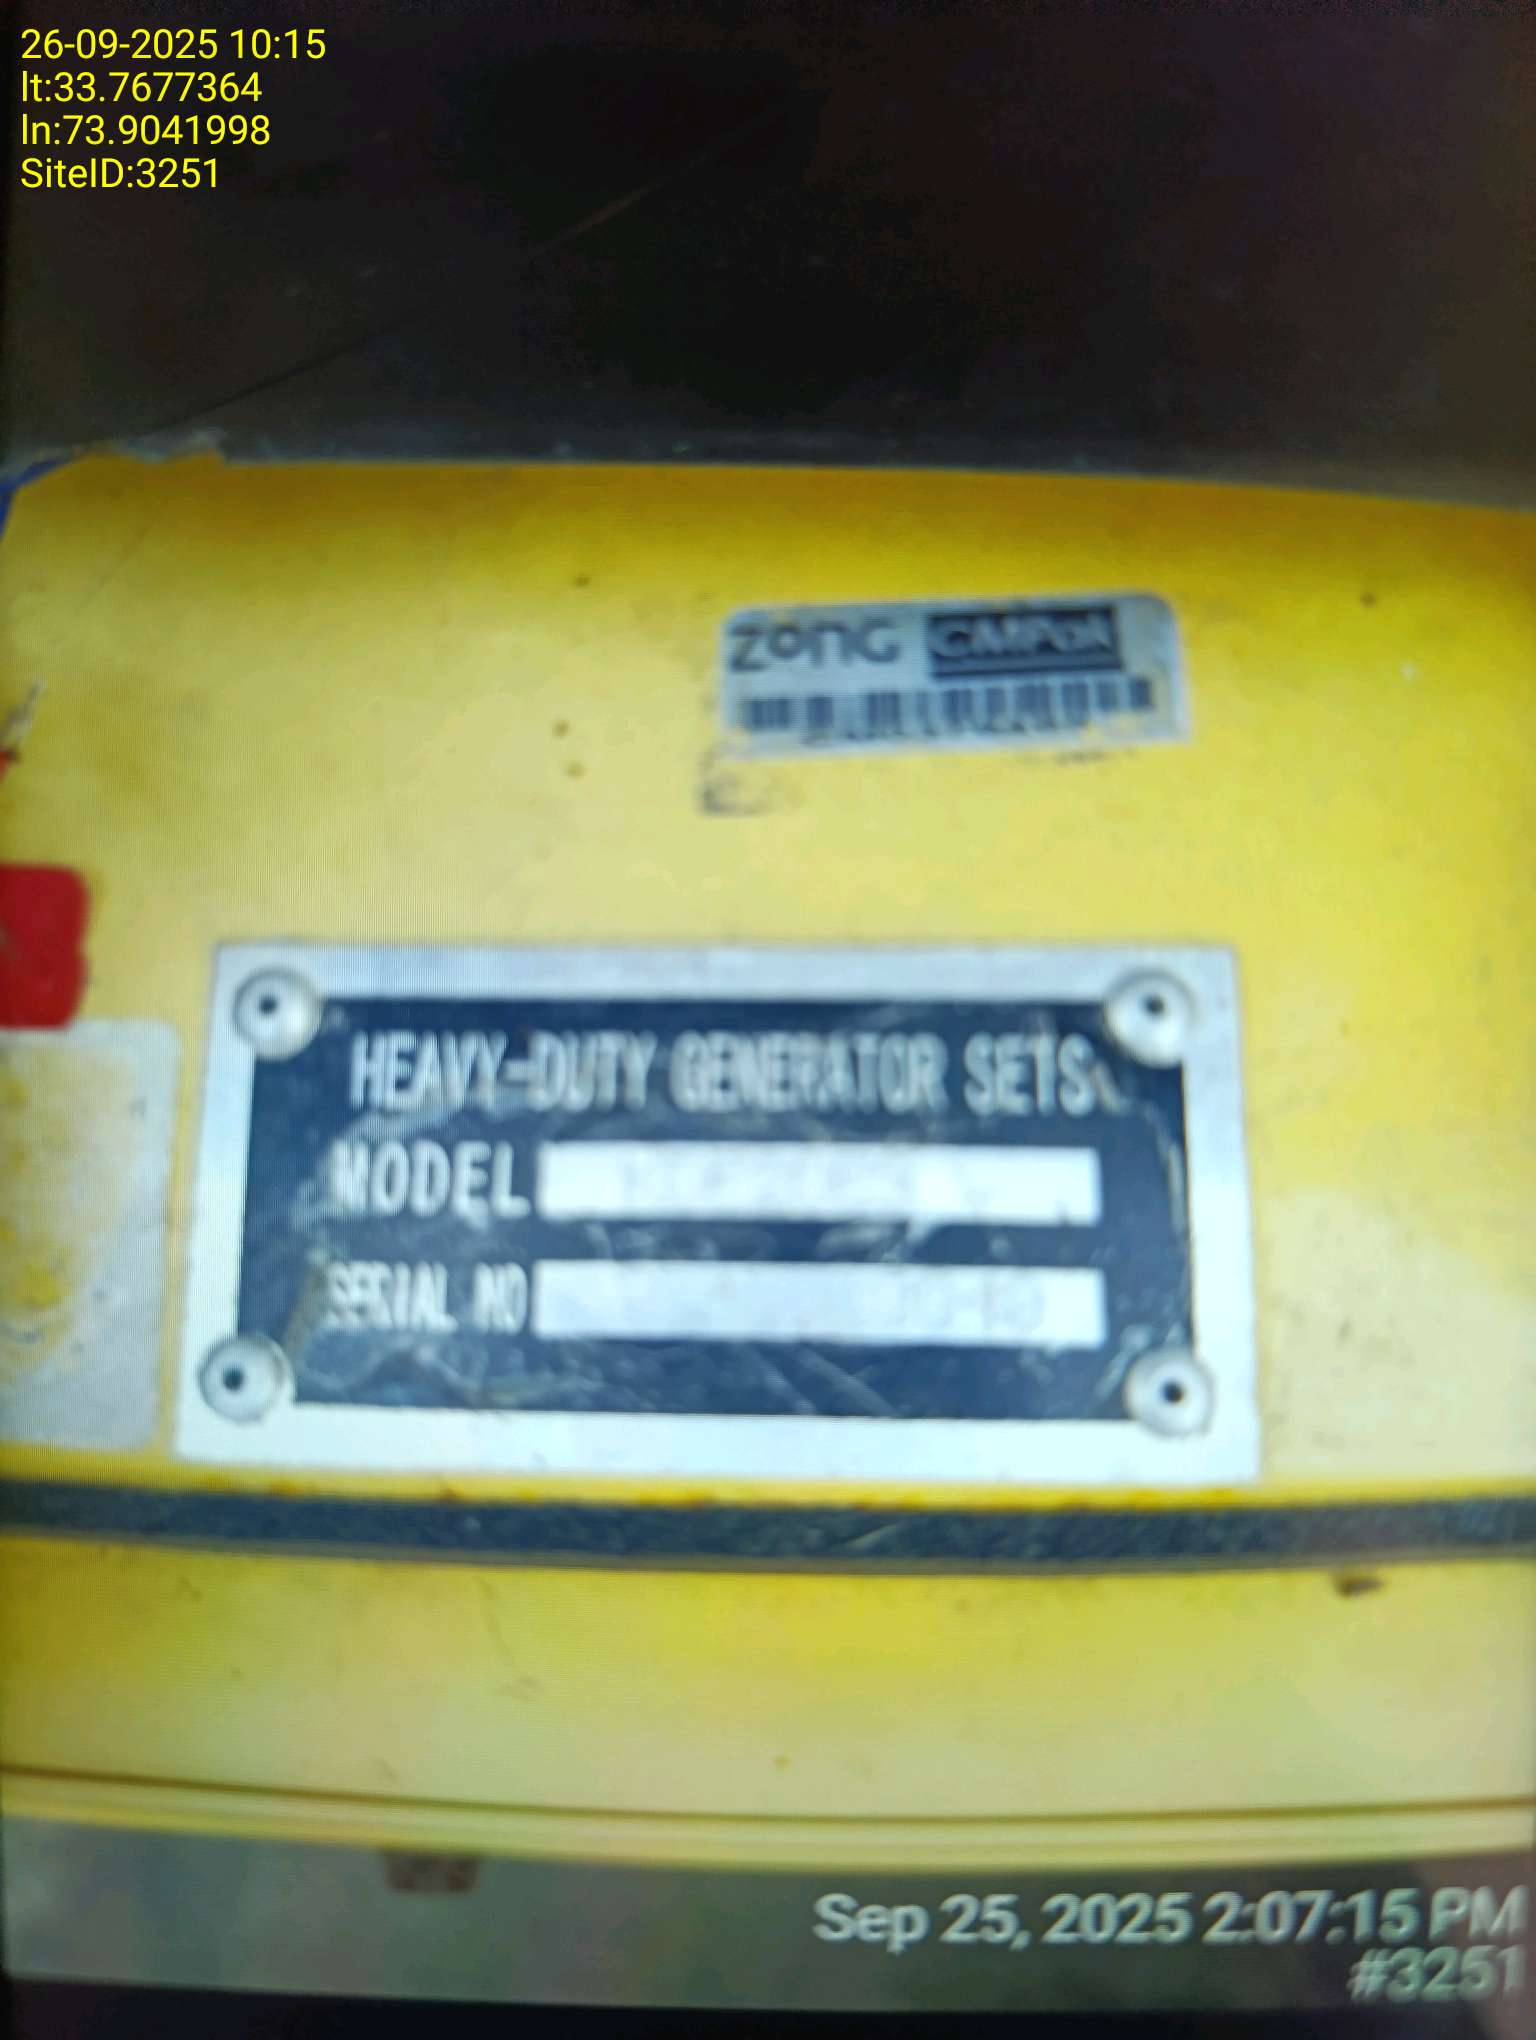 26-09-2025 10:15
lt:33.7677364
ln:73.9041998
SiteID:3251
ZONG CMPak
HEAVY-DUTY GENERATOR SETS
MODEL
SERIAL NO
Sep 25, 2025 2:07:15 PM
#3251